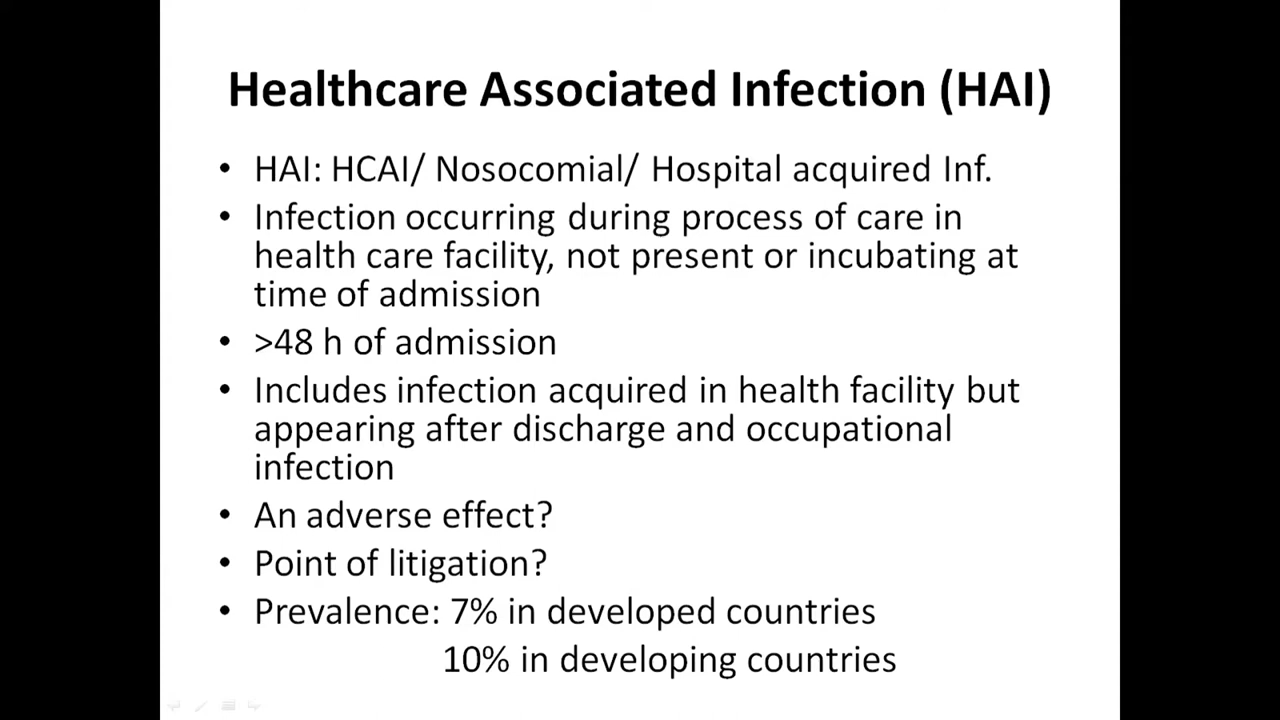 Healthcare Associated Infection (HAI)
• HAI: HCAI/ Nosocomial/ Hospital acquired Inf.
• Infection occurring during process of care in
health care facility, not present or incubating at
time of admission
• >48 h of admission
• Includes infection acquired in health facility but
appearing after discharge and occupational
infection
• An adverse effect?
• Point of litigation?
• Prevalence: 7% in developed countries
10% in developing countries